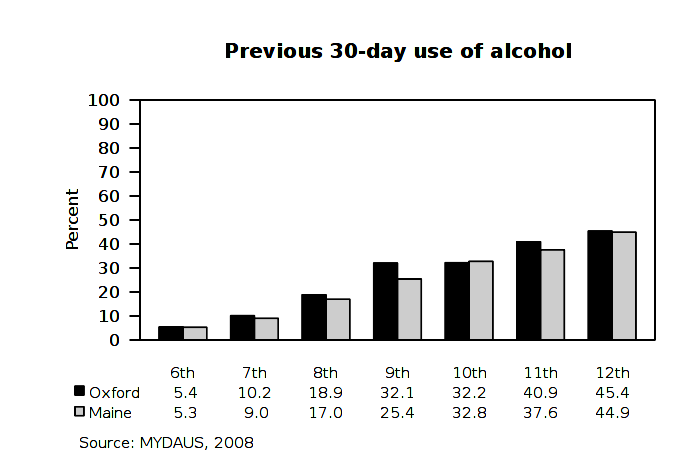 Previous 30-day use of alcohol
100
90
80
70
60
50
40
30
20
10
0
Percent
6th 7th 8th 9th 10th 11th 12th
Oxford 5.4 10.2 18.9 32.1 32.2 40.9 45.4
Maine 5.3 9.0 17.0 25.4 32.8 37.6 44.9
Source: MYDAUS, 2008